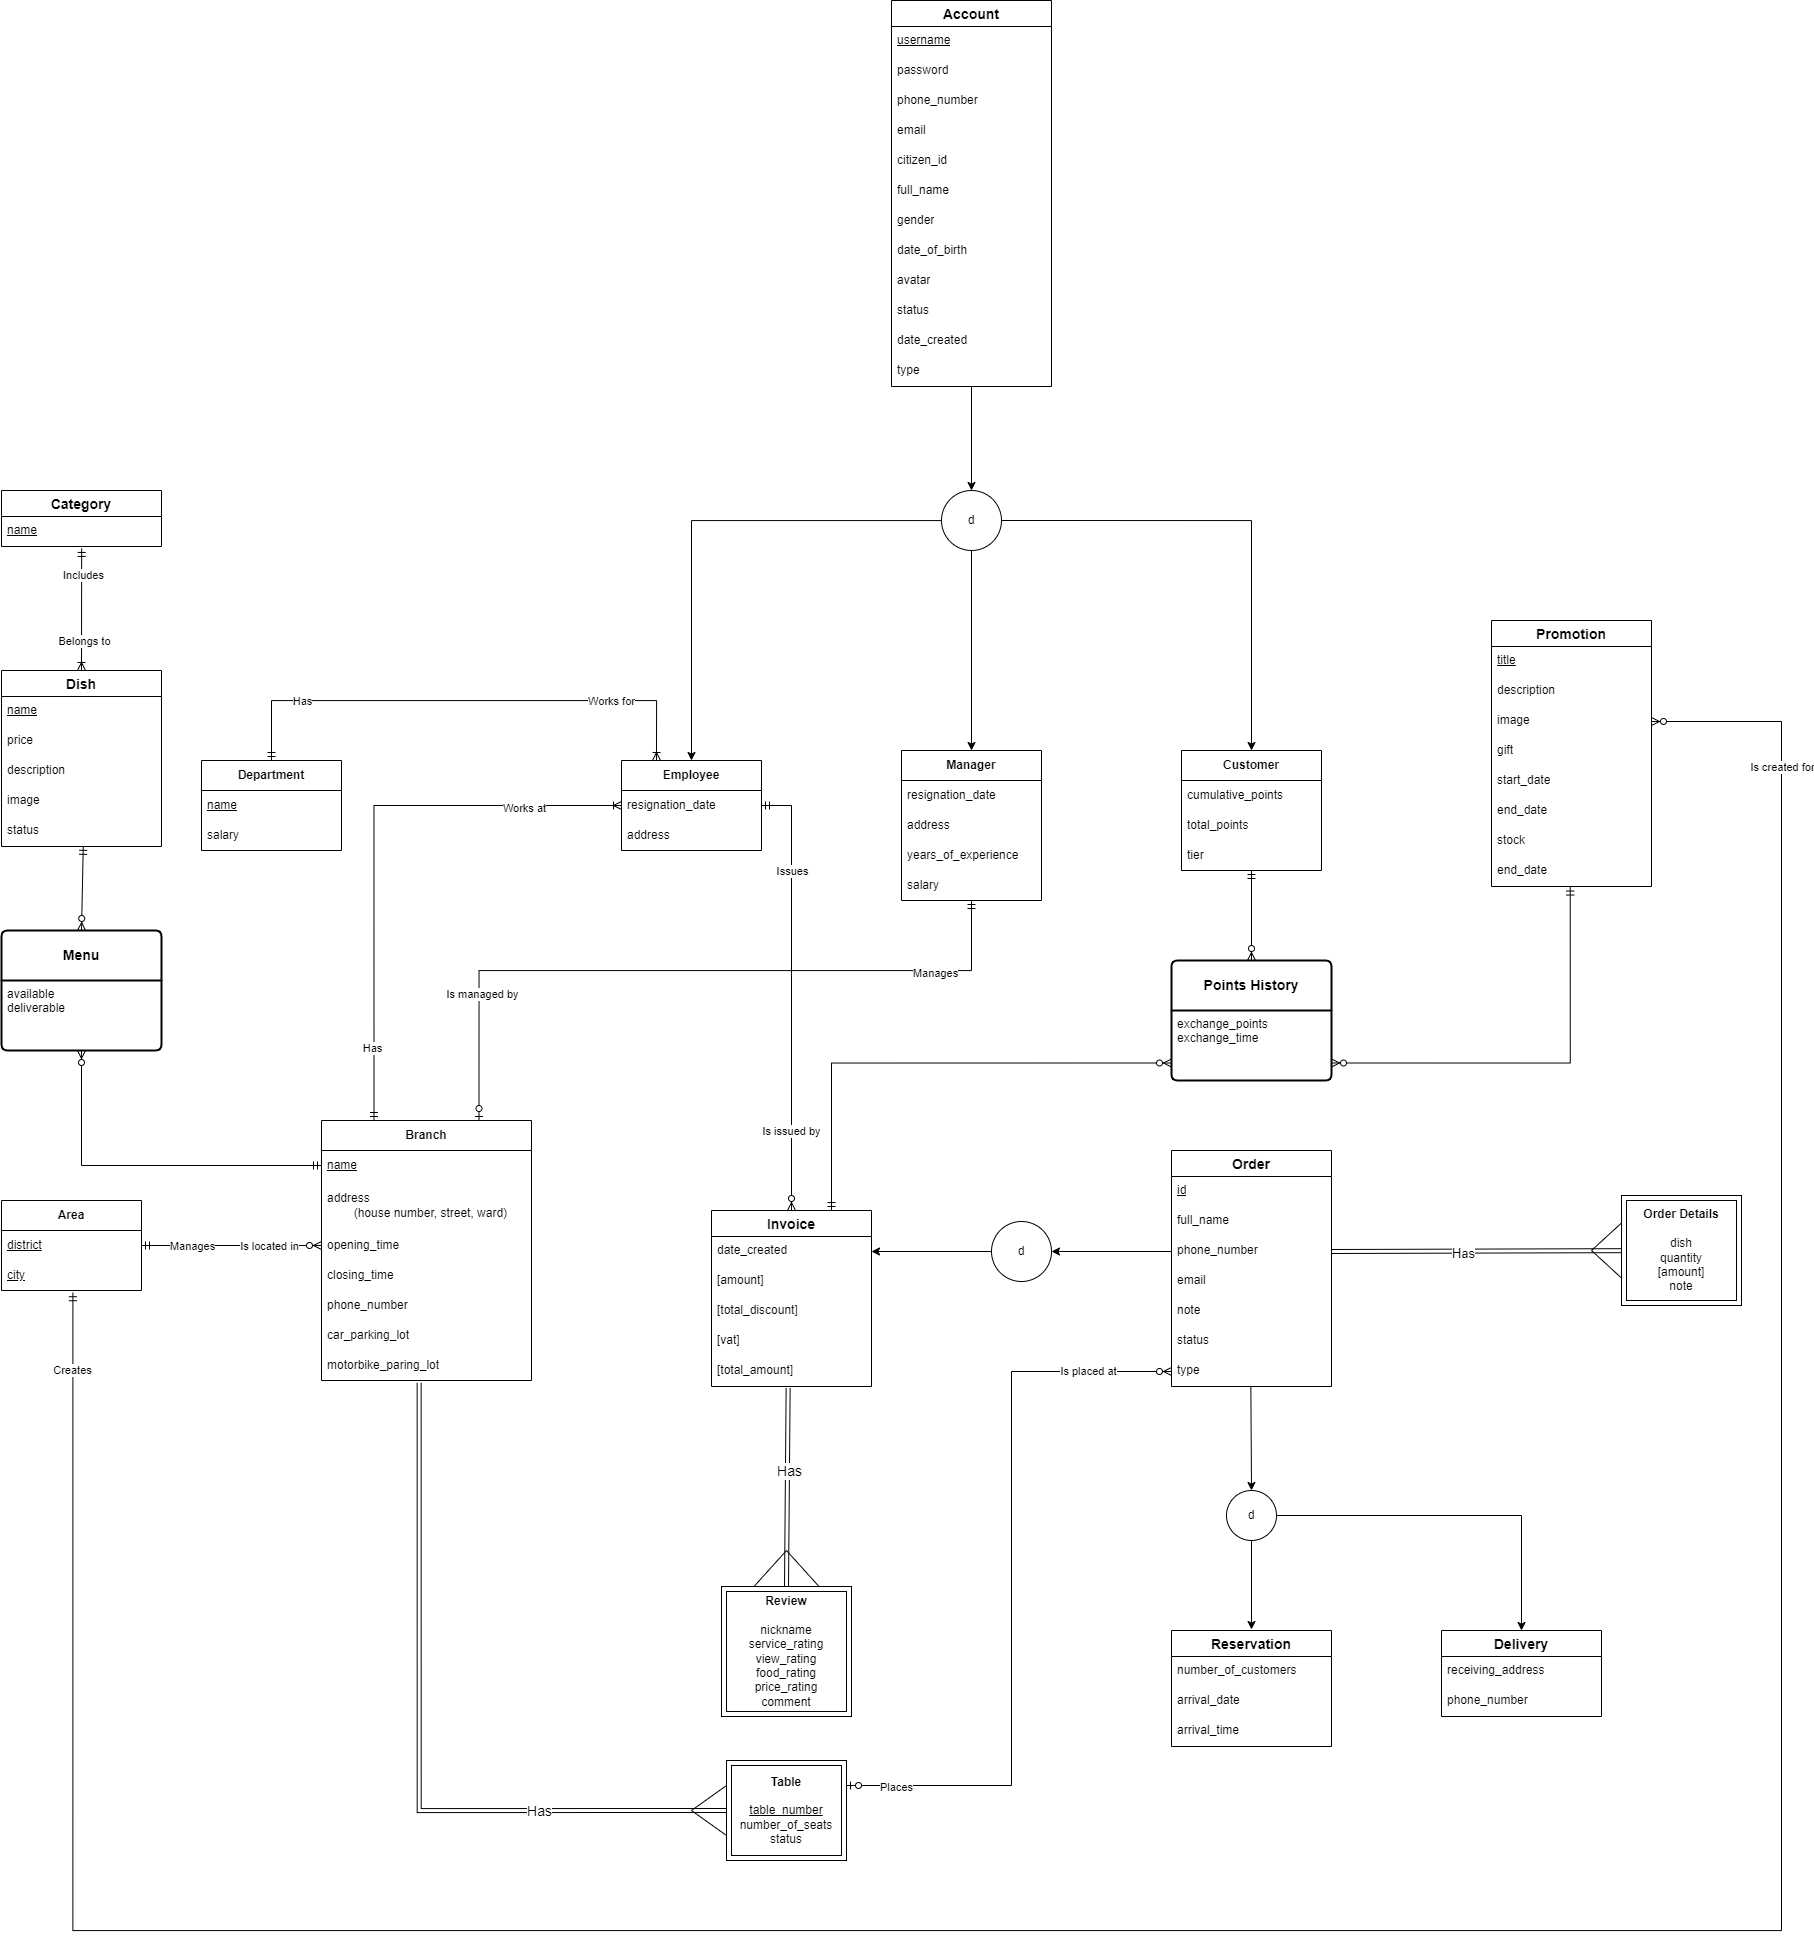 Account
username
password
phone_number
email
citizen_id
full_name
gender
date_of_birth
avatar
status
date_created
type
d
Category
name
Includes
Belongs to
Dish
name
price
description
image
status
Has
Works for
Department
name
salary
Employee
resignation_date
address
Works at
Issues
Manager
resignation_date
address
years_of_experience
salary
Customer
cumulative_points
total_points
tier
Promotion
title
description
image
gift
start_date
end_date
stock
end_date
Is created for
Menu
available
deliverable
Manages
Is managed by
Has
Points History
exchange_points
exchange_time
Is issued by
Branch
name
address
(house number, street, ward)
opening_time
closing_time
phone_number
car_parking_lot
motorbike_paring_lot
Area
district
city
Manages
Is located in
Creates
Invoice
date_created
[amount]
[total_discount]
[vat]
[total_amount]
d
Order
id
full_name
phone_number
email
note
status
type
Has
Order Details
dish
quantity
[amount]
note
Is placed at
Has
d
Review
nickname
service_rating
view_rating
food_rating
price_rating
comment
Reservation
number_of_customers
arrival_date
arrival_time
Delivery
receiving_address
phone_number
Has
Table
table_number
number_of_seats
status
Places